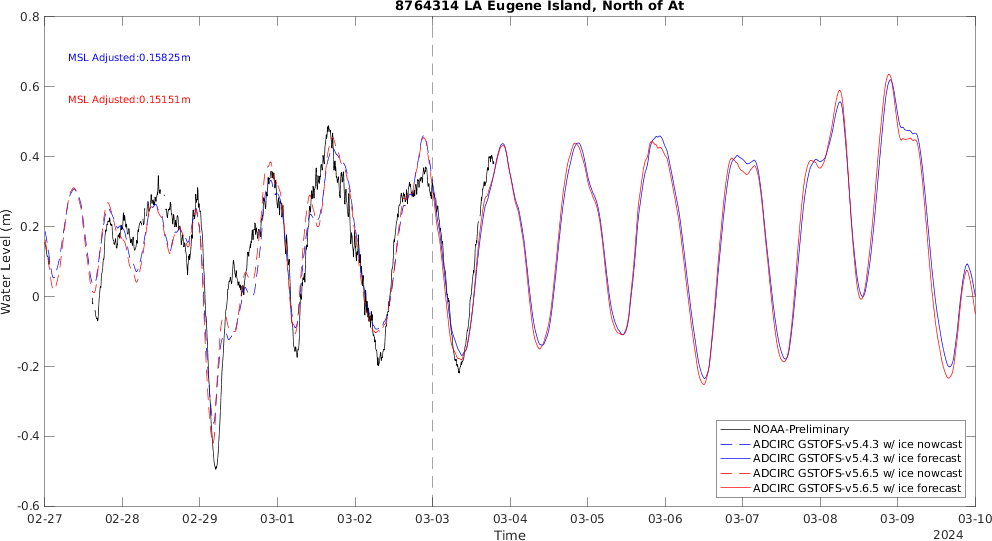 8764314 LA Eugene Island, North of At
0.8
0.6
0.4
0.2
0
-0.2
-0.4
-0.6
Water Level (m)
MSL Adjusted:0.15825m
MSL Adjusted:0.15151m
NOAA-Preliminary
ADCIRC GSTOFS-v5.4.3 w/ ice nowcast
ADCIRC GSTOFS-v5.4.3 w/ ice forecast
ADCIRC GSTOFS-v5.6.5 w/ ice nowcast
ADCIRC GSTOFS-v5.6.5 w/ ice forecast
02-27 02-28 02-29 03-01 03-02 03-03 03-04 03-05 03-06 03-07 03-08 03-09 03-10
Time
2024